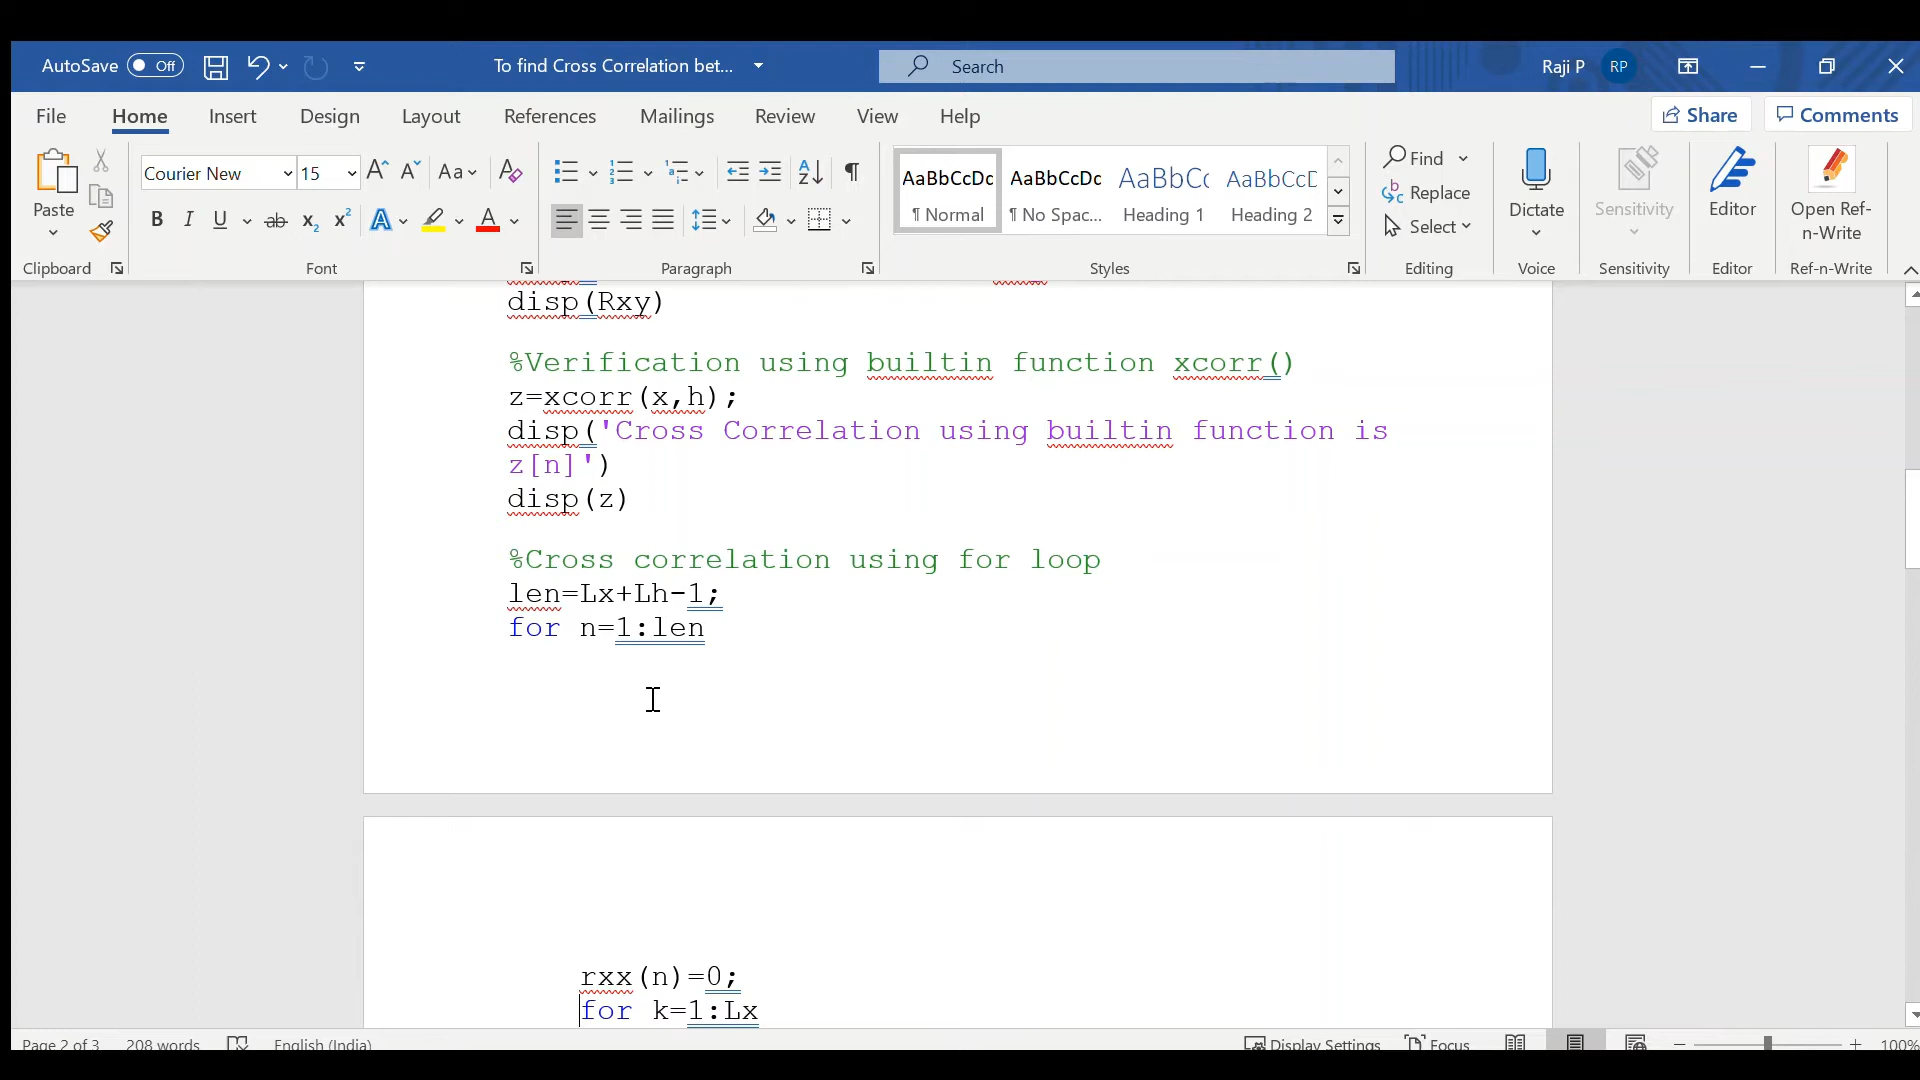 AutoSave Off To find Cross Correlation bet... Search Raji P RP
File Home Insert Design Layout References Mailings Review View Help Share Comments
Courier New 15 AaBbCcDc AaBbCcDc AaBbCc AaBbCcD Find
Replace
Paste ¶ Normal ¶ No Spac... Heading 1 Heading 2 Select Dictate Sensitivity Editor Open Ref-
n-Write
Clipboard Font Paragraph Styles Editing Voice Sensitivity Editor Ref-n-Write
disp(Rxy)
%Verification using builtin function xcorr()
z=xcorr(x,h);
disp('Cross Correlation using builtin function is
z[n]')
disp(z)
%Cross correlation using for loop
len=Lx+Lh-1;
for n=1:len
rxx(n)=0;
for k=1:Lx
Page 2 of 3 208 words English (India) Display Settings Focus 100%